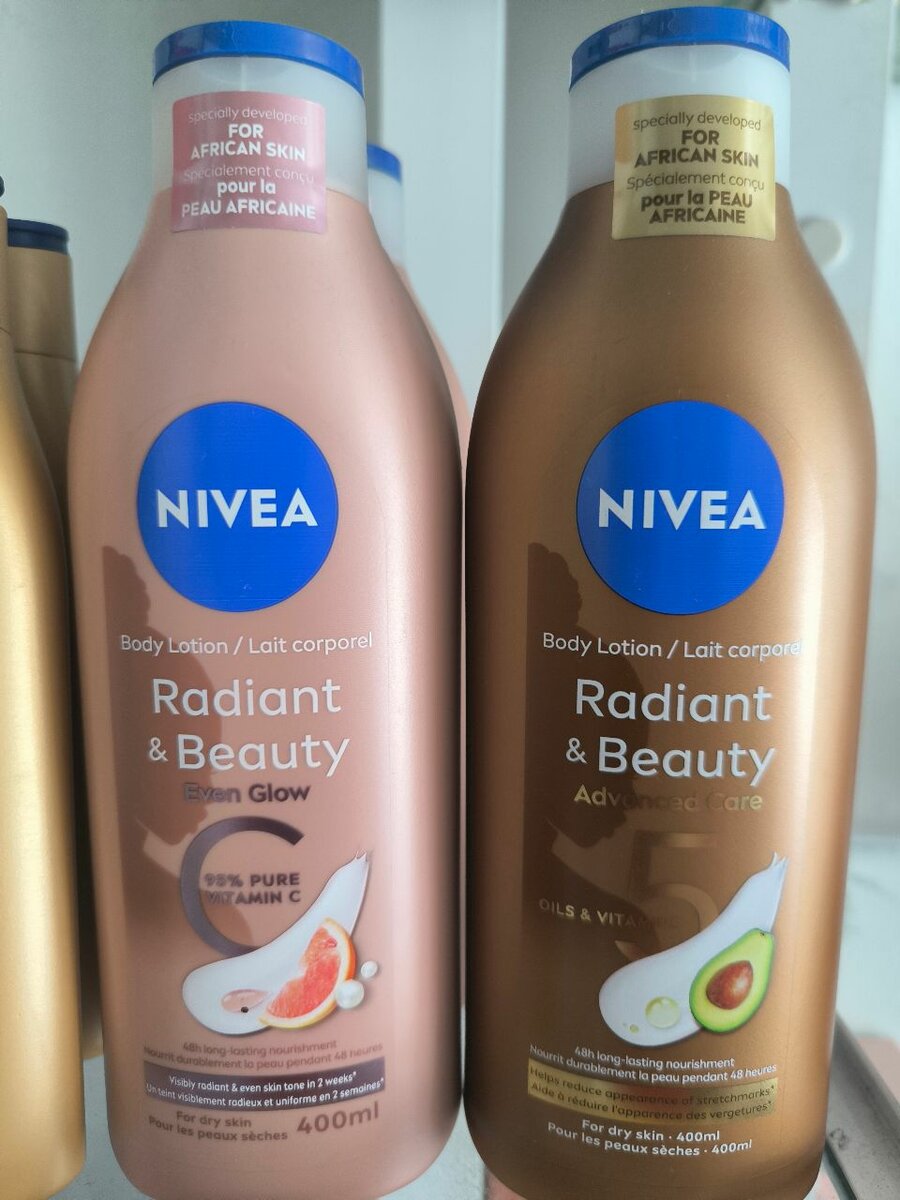 Specially developed
FOR
AFRICAN SKIN
Spécialement conçu
pour la
PEAU AFRICAINE
NIVEA
Body Lotion / Lait corporel
Radiant
& Beauty
Even Glow
C
98% PURE
VITAMIN C
48h long-lasting nourishment
Nourrit durablement la peau pendant 48 heures
Visibly radiant & even skin tone in 2 weeks*
Un teint visiblement radieux et uniforme en 2 semaines*
For dry skin
Pour les peaux sèches
400ml
Specially developed
FOR
AFRICAN SKIN
Spécialement conçu
pour la PEAU
AFRICAINE
NIVEA
Body Lotion / Lait corporel
Radiant
& Beauty
Advanced Care
5
OILS &
48h long-lasting nourishment
Nourrit durablement la peau pendant 48 heures
Helps reduce appearance of stretchmarks*
Aide à réduire l'apparence des vergetures*
For dry skin · 400ml
Pour les peaux sèches · 400ml